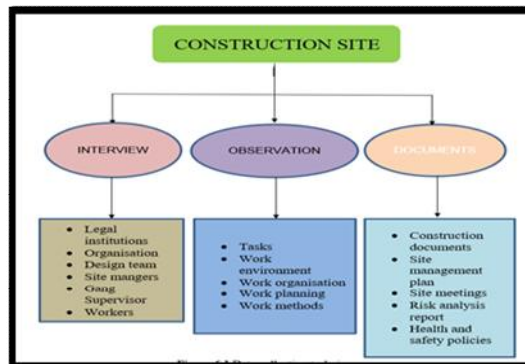 CONSTRUCTION SITE
INTERVIEW
OBSERVATION
DOCUMENTS
• Legal
institutions
• Organisation
• Design team
• Site mangers
• Gang
Supervisor
• Workers
• Tasks
• Work
environment
• Work organisation
• Work planning
• Work methods
• Construction
documents
• Site
management
plan
• Site meetings
• Risk analysis
report
• Health and
safety policies